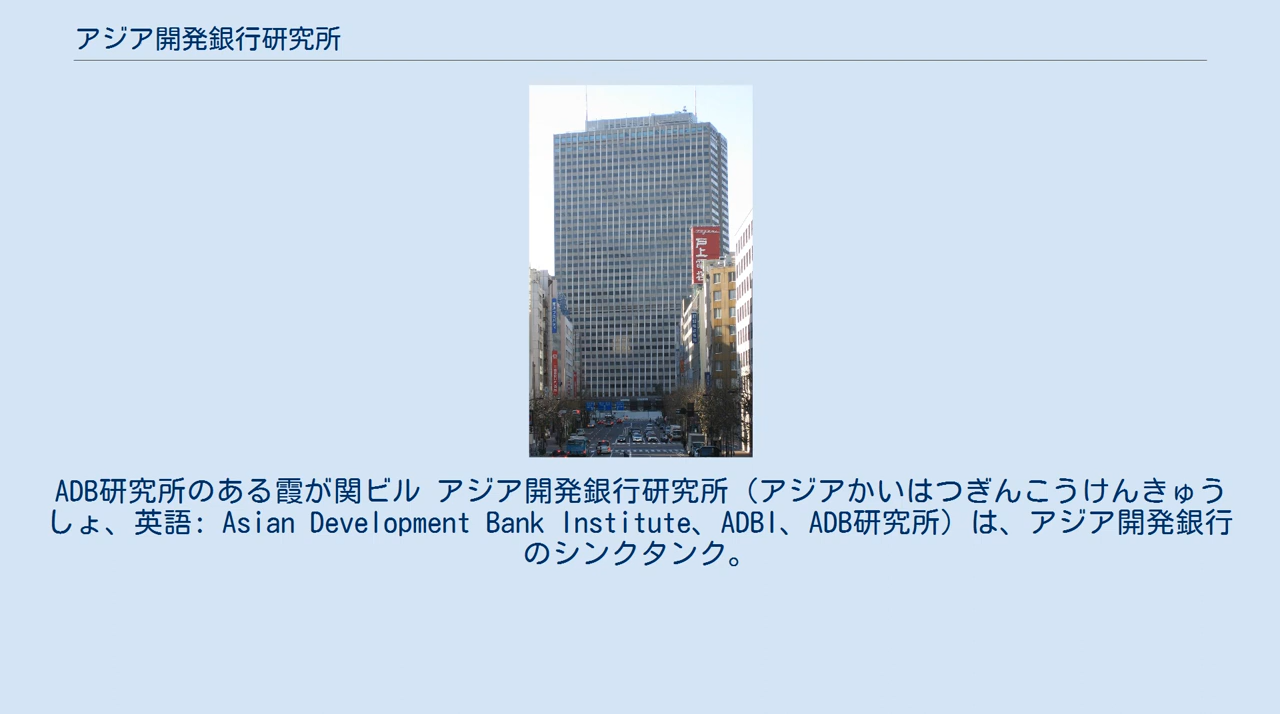 アジア開発銀行研究所
ADB研究所のある霞が関ビル アジア開発銀行研究所（アジアかいはつぎんこうけんきゅう
しょ、英語: Asian Development Bank Institute、ADBI、ADB研究所）は、アジア開発銀行
のシンクタンク。